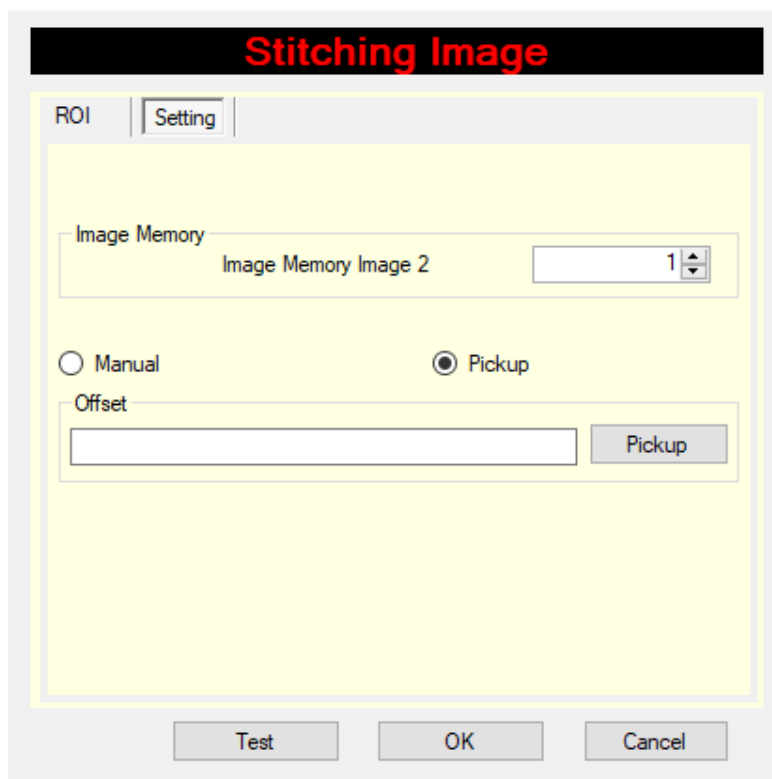 Stitching Image
ROI
Setting
Image Memory
Image Memory Image 2
1
Manual
Pickup
Offset
Pickup
Test
OK
Cancel